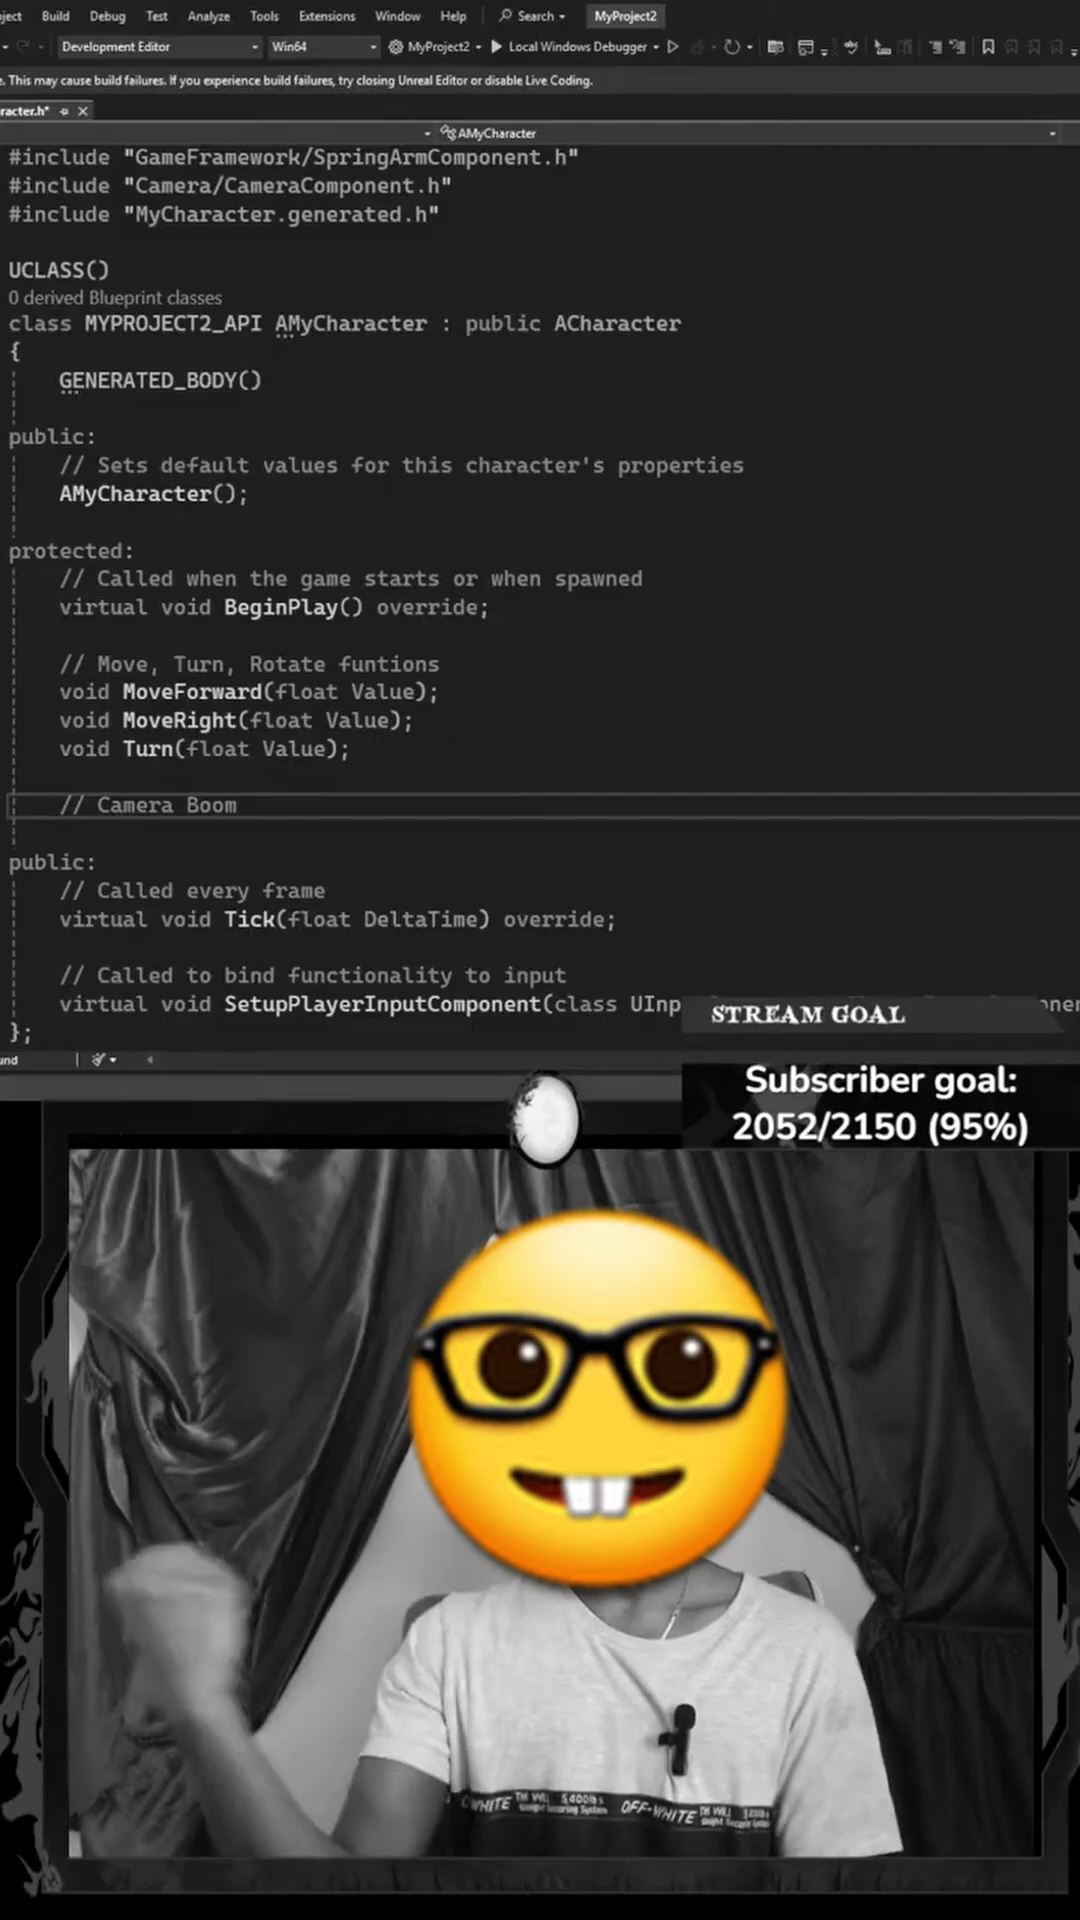 ject Build Debug Test Analyze Tools Extensions Window Help Search MyProject2
Development Editor Win64 MyProject2 Local Windows Debugger
e. This may cause build failures. If you experience build failures, try closing Unreal Editor or disable Live Coding.
racter.h*
AMyCharacter
#include "GameFramework/SpringArmComponent.h"
#include "Camera/CameraComponent.h"
#include "MyCharacter.generated.h"
UCLASS()
0 derived Blueprint classes
class MYPROJECT2_API AMyCharacter : public ACharacter
{
GENERATED_BODY()
public:
// Sets default values for this character's properties
AMyCharacter();
protected:
// Called when the game starts or when spawned
virtual void BeginPlay() override;
// Move, Turn, Rotate funtions
void MoveForward(float Value);
void MoveRight(float Value);
void Turn(float Value);
// Camera Boom
public:
// Called every frame
virtual void Tick(float DeltaTime) override;
// Called to bind functionality to input
virtual void SetupPlayerInputComponent(class UInp
};
und
STREAM GOAL
Subscriber goal:
2052/2150 (95%)
OFF-WHITE